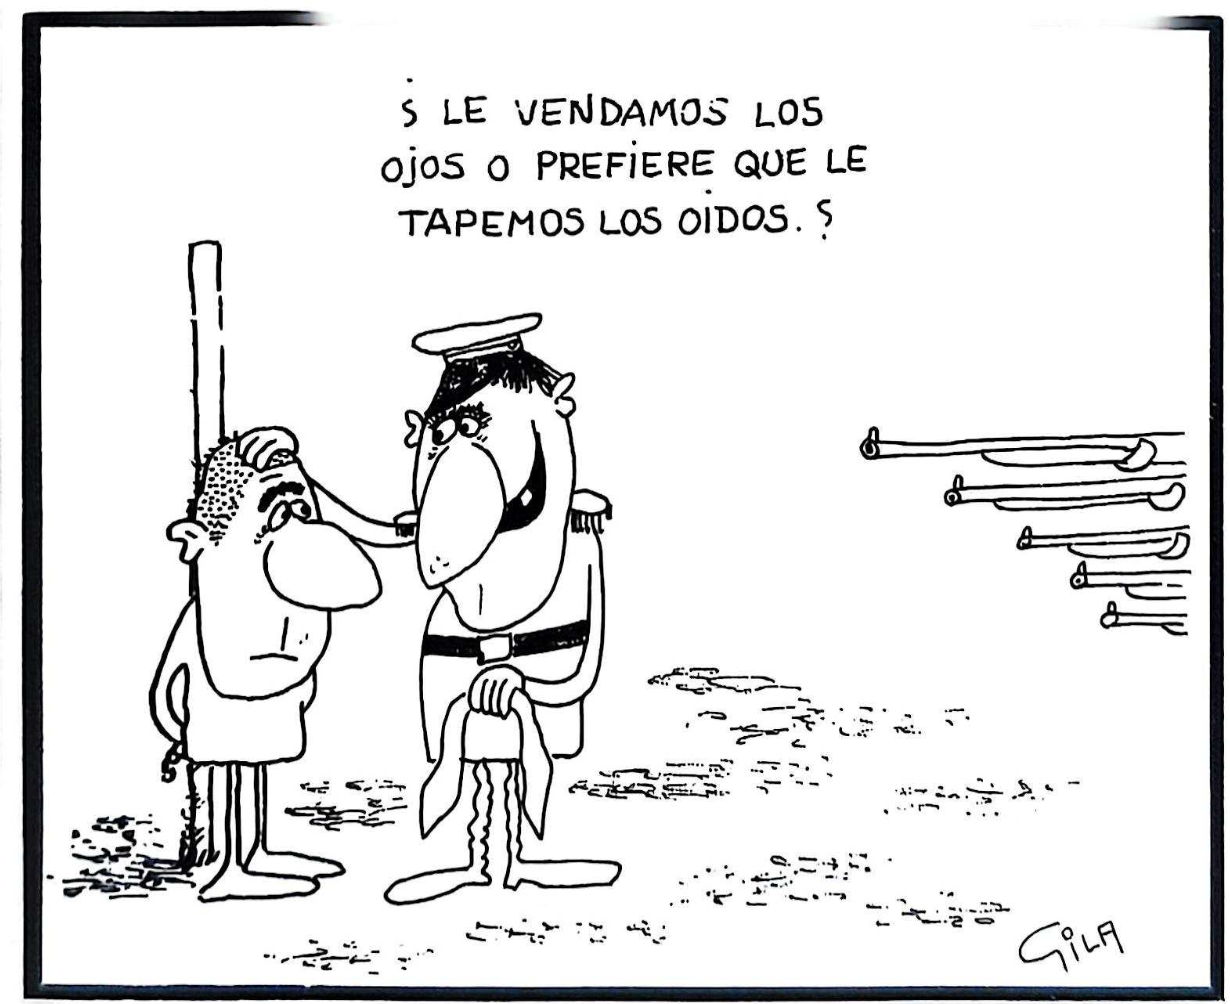 ¿ LE VENDAMOS LOS
OJOS O PREFIERE QUE LE
TAPEMOS LOS OIDOS. ?
GILA